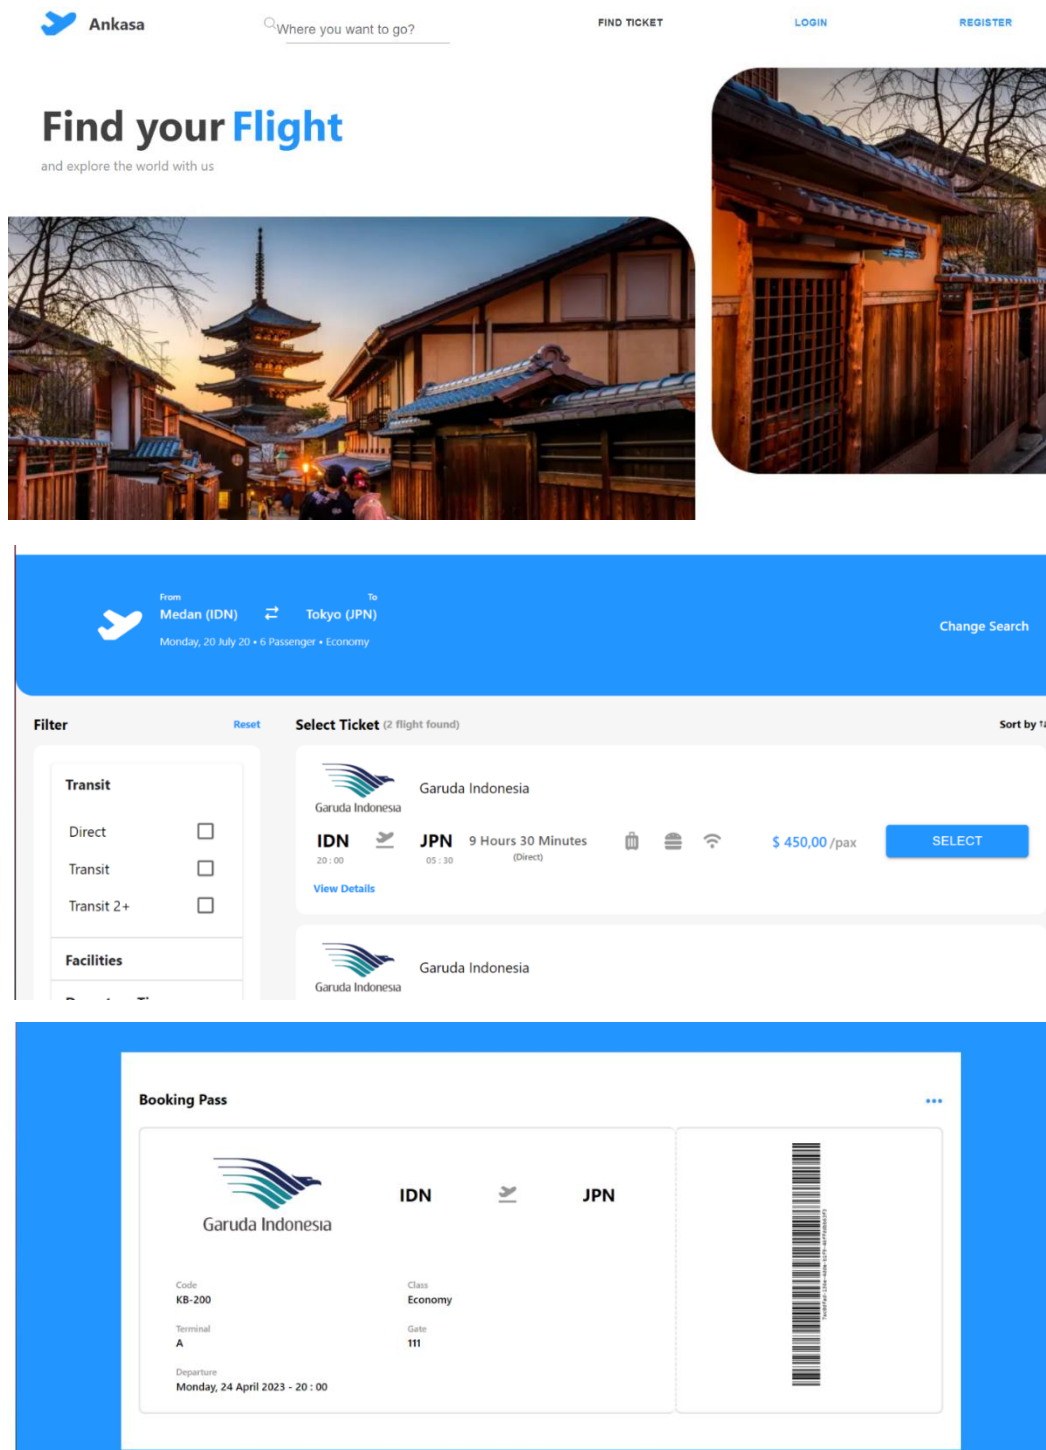 Ankasa
Where you want to go?
FIND TICKET
LOGIN
REGISTER
Find your Flight
and explore the world with us
From
To
Medan (IDN)
Tokyo (JPN)
Monday, 20 July 20 • 6 Passenger • Economy
Change Search
Filter
Reset
Select Ticket (2 flight found)
Sort by
Transit
Direct
Transit
Transit 2+
Facilities
Garuda Indonesia
Garuda Indonesia
IDN
JPN
9 Hours 30 Minutes
$ 450,00 /pax
SELECT
20 : 00
05 : 30
(Direct)
View Details
Garuda Indonesia
Garuda Indonesia
Booking Pass
Garuda Indonesia
IDN
JPN
Code
Class
KB-200
Economy
Terminal
Gate
A
111
Departure
Monday, 24 April 2023 - 20 : 00